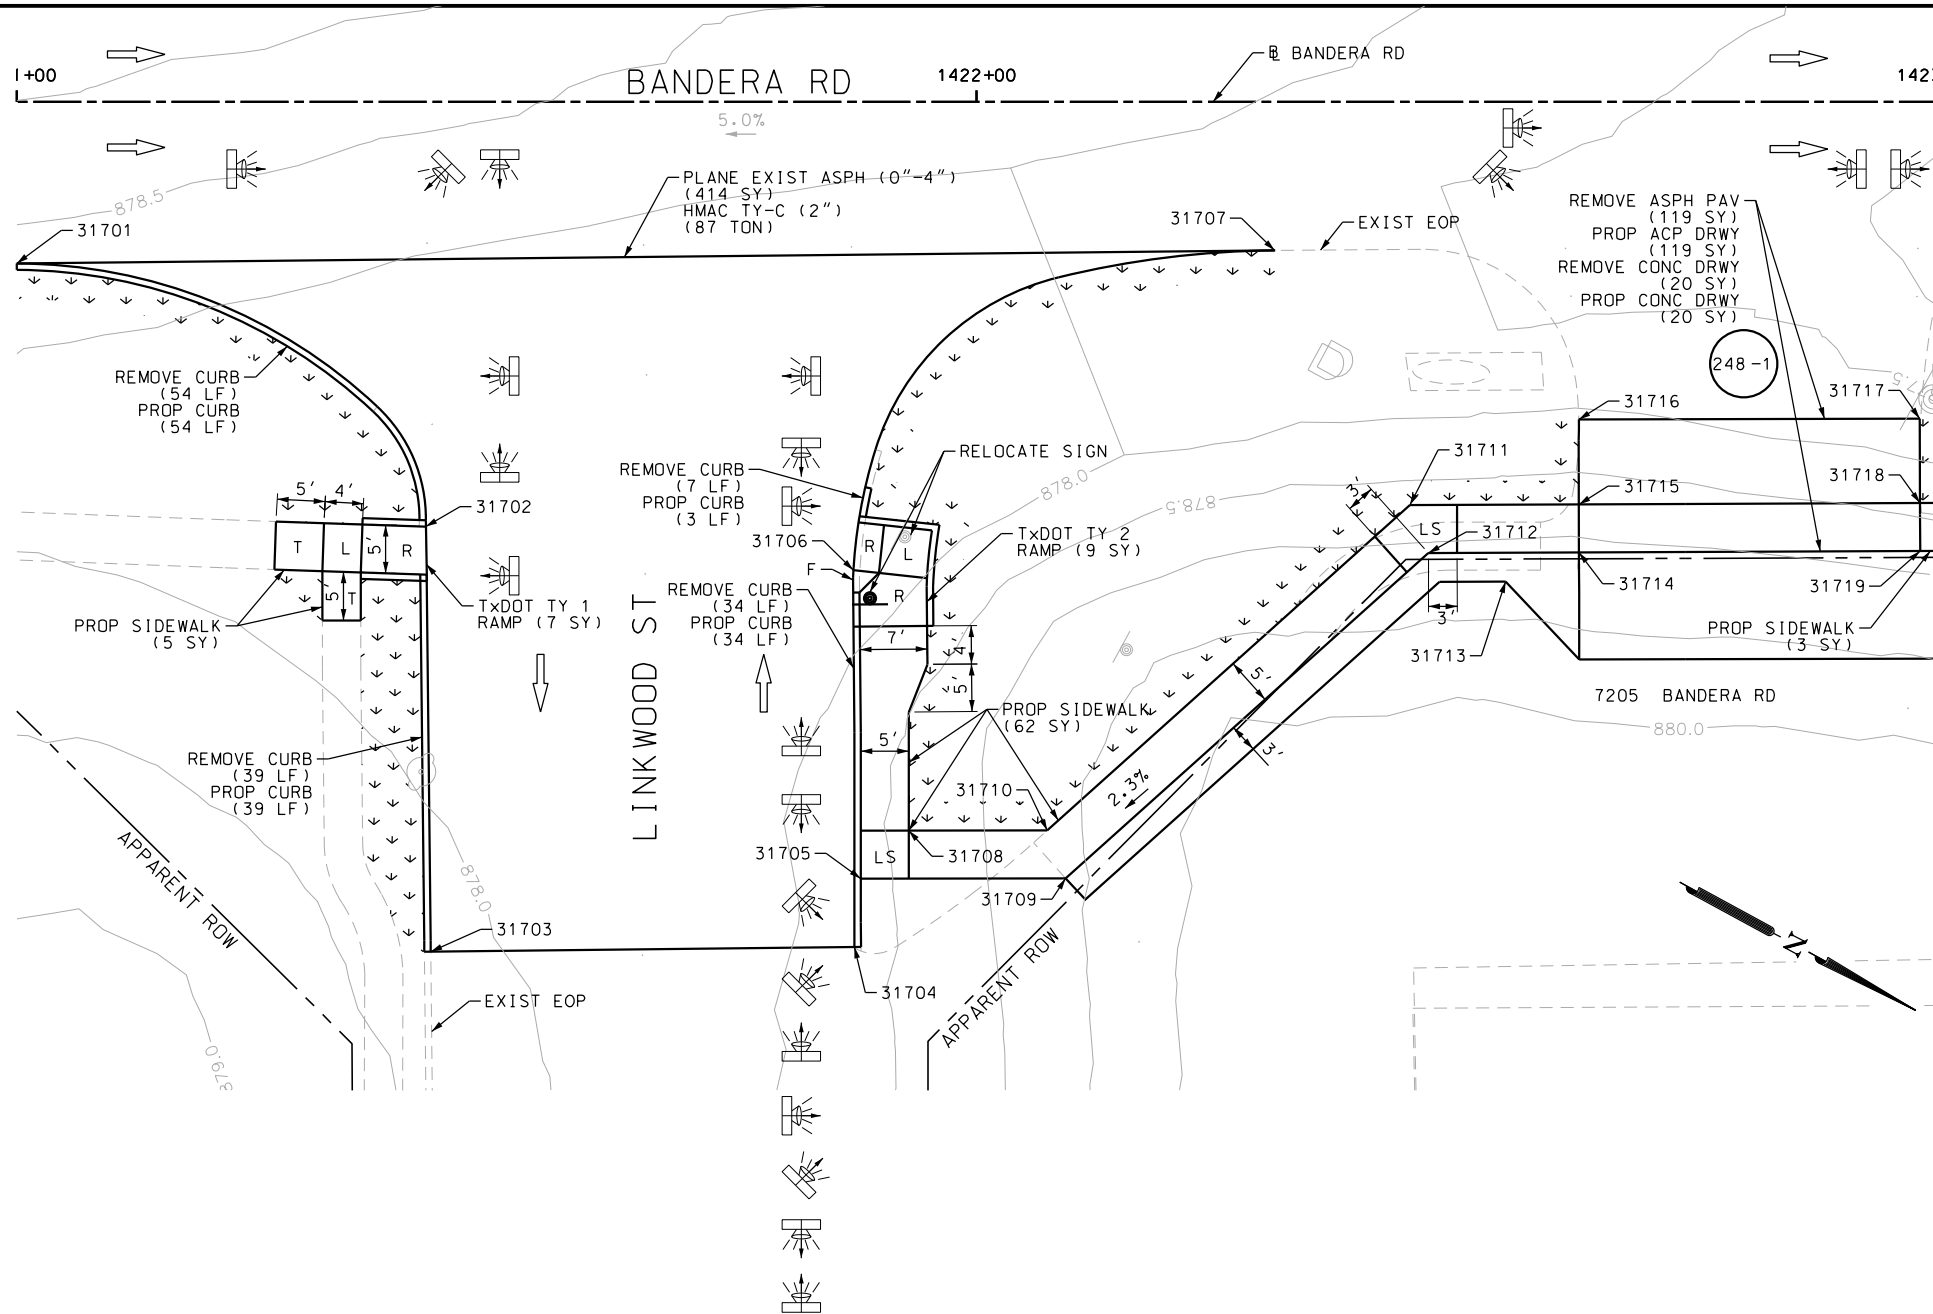 1+00
BANDERA RD
1422+00
℄ BANDERA RD
142
5.0%
878.5
PLANE EXIST ASPH (0"-4")
(414 SY)
HMAC TY-C (2")
(87 TON)
31701
31707
EXIST EOP
REMOVE ASPH PAV
(119 SY)
PROP ACP DRWY
(119 SY)
REMOVE CONC DRWY
(20 SY)
PROP CONC DRWY
(20 SY)
248-1
877.5
REMOVE CURB
(54 LF)
PROP CURB
(54 LF)
31716
31717
REMOVE CURB
(7 LF)
PROP CURB
(3 LF)
RELOCATE SIGN
31711
31718
31715
878.0
878.5
3'
5'
4'
31702
T
L
5'
R
31706
R
L
TxDOT TY 2
RAMP (9 SY)
LS
31712
F
31714
31719
5'
T
REMOVE CURB
(34 LF)
PROP CURB
(34 LF)
R
PROP SIDEWALK
(5 SY)
TxDOT TY 1
RAMP (7 SY)
7'
4'
3'
31713
PROP SIDEWALK
(3 SY)
LINKWOOD ST
5'
5'
7205 BANDERA RD
880.0
PROP SIDEWALK
(62 SY)
5'
3'
REMOVE CURB
(39 LF)
PROP CURB
(39 LF)
31710
2.3%
APPARENT ROW
31705
LS
31708
878.0
31709
31703
31704
APPARENT ROW
N
EXIST EOP
879.0